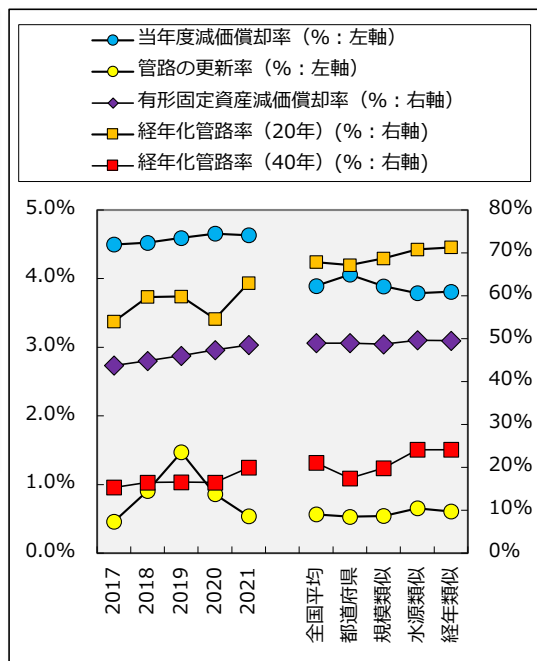 当年度減価償却率（%：左軸）
管路の更新率（%：左軸）
有形固定資産減価償却率（%：右軸）
経年化管路率（20年）(%：右軸)
経年化管路率（40年）(%：右軸)
5.0%
4.0%
3.0%
2.0%
1.0%
0.0%
80%
70%
60%
50%
40%
30%
20%
10%
0%
2017
2018
2019
2020
2021
全国平均
都道府県
規模類似
水源類似
経年類似